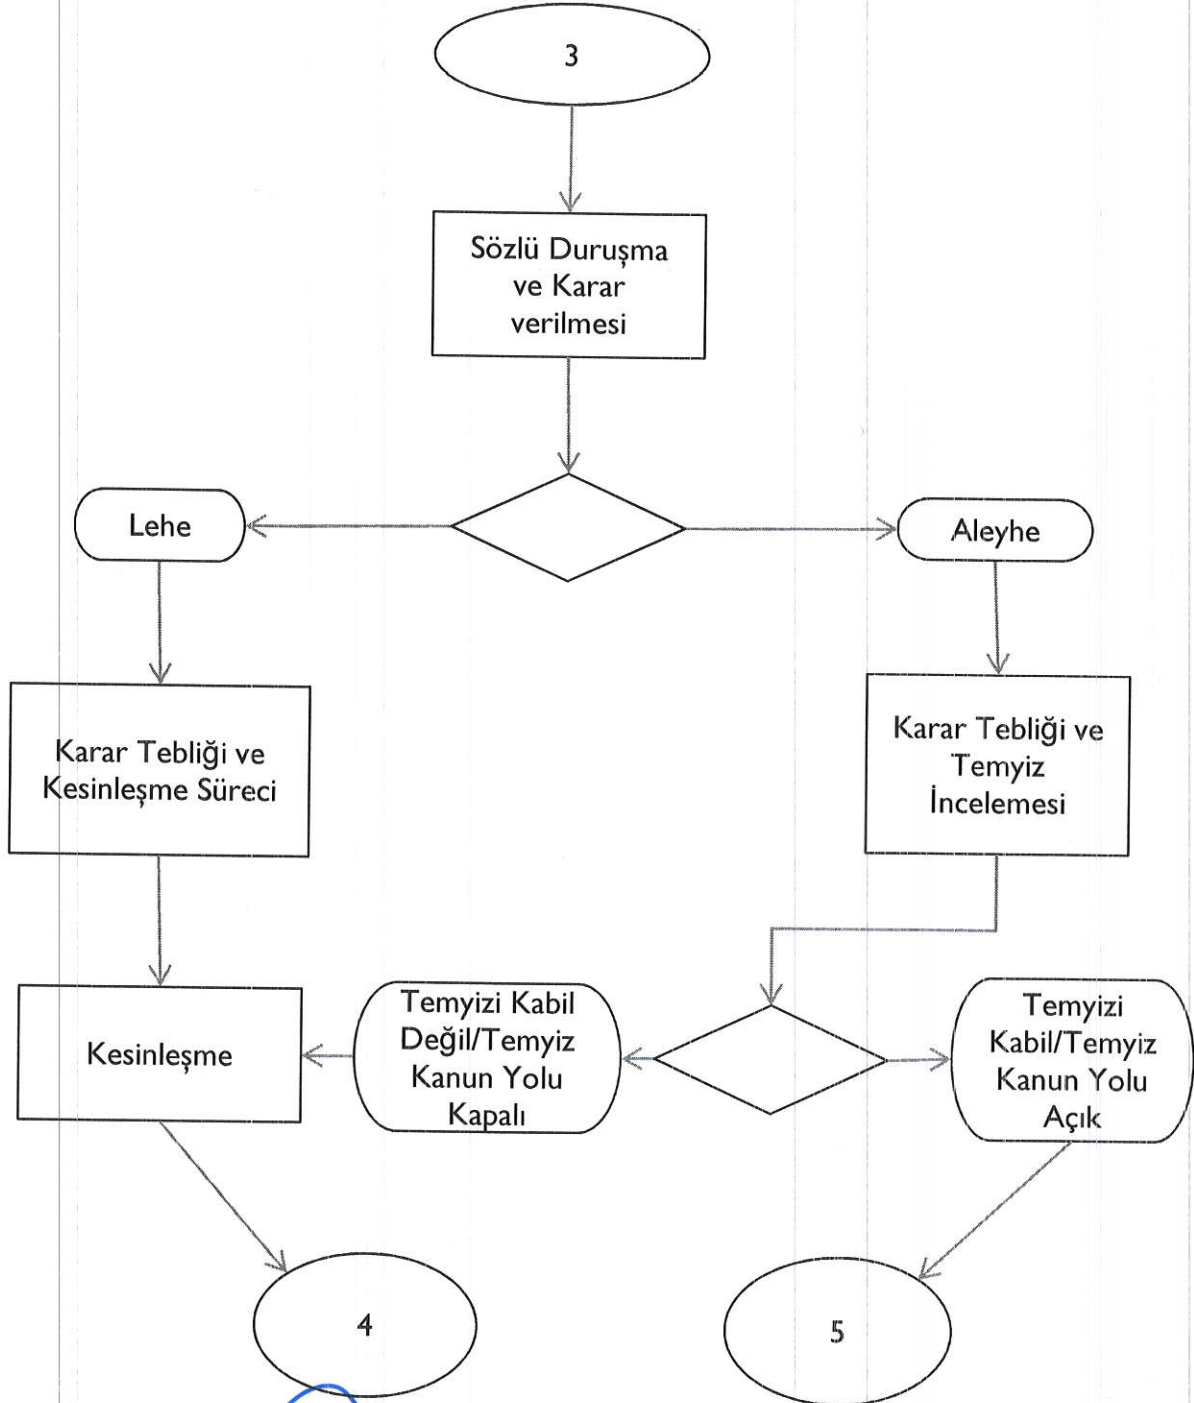 3
Sözlü Duruşma
ve Karar
verilmesi
Lehe
Aleyhe
Karar Tebliği ve
Kesinleşme Süreci
Karar Tebliği ve
Temyiz
İncelemesi
Kesinleşme
Temyizi Kabil
Değil/Temyiz
Kanun Yolu
Kapalı
Temyizi
Kabil/Temyiz
Kanun Yolu
Açık
4
5